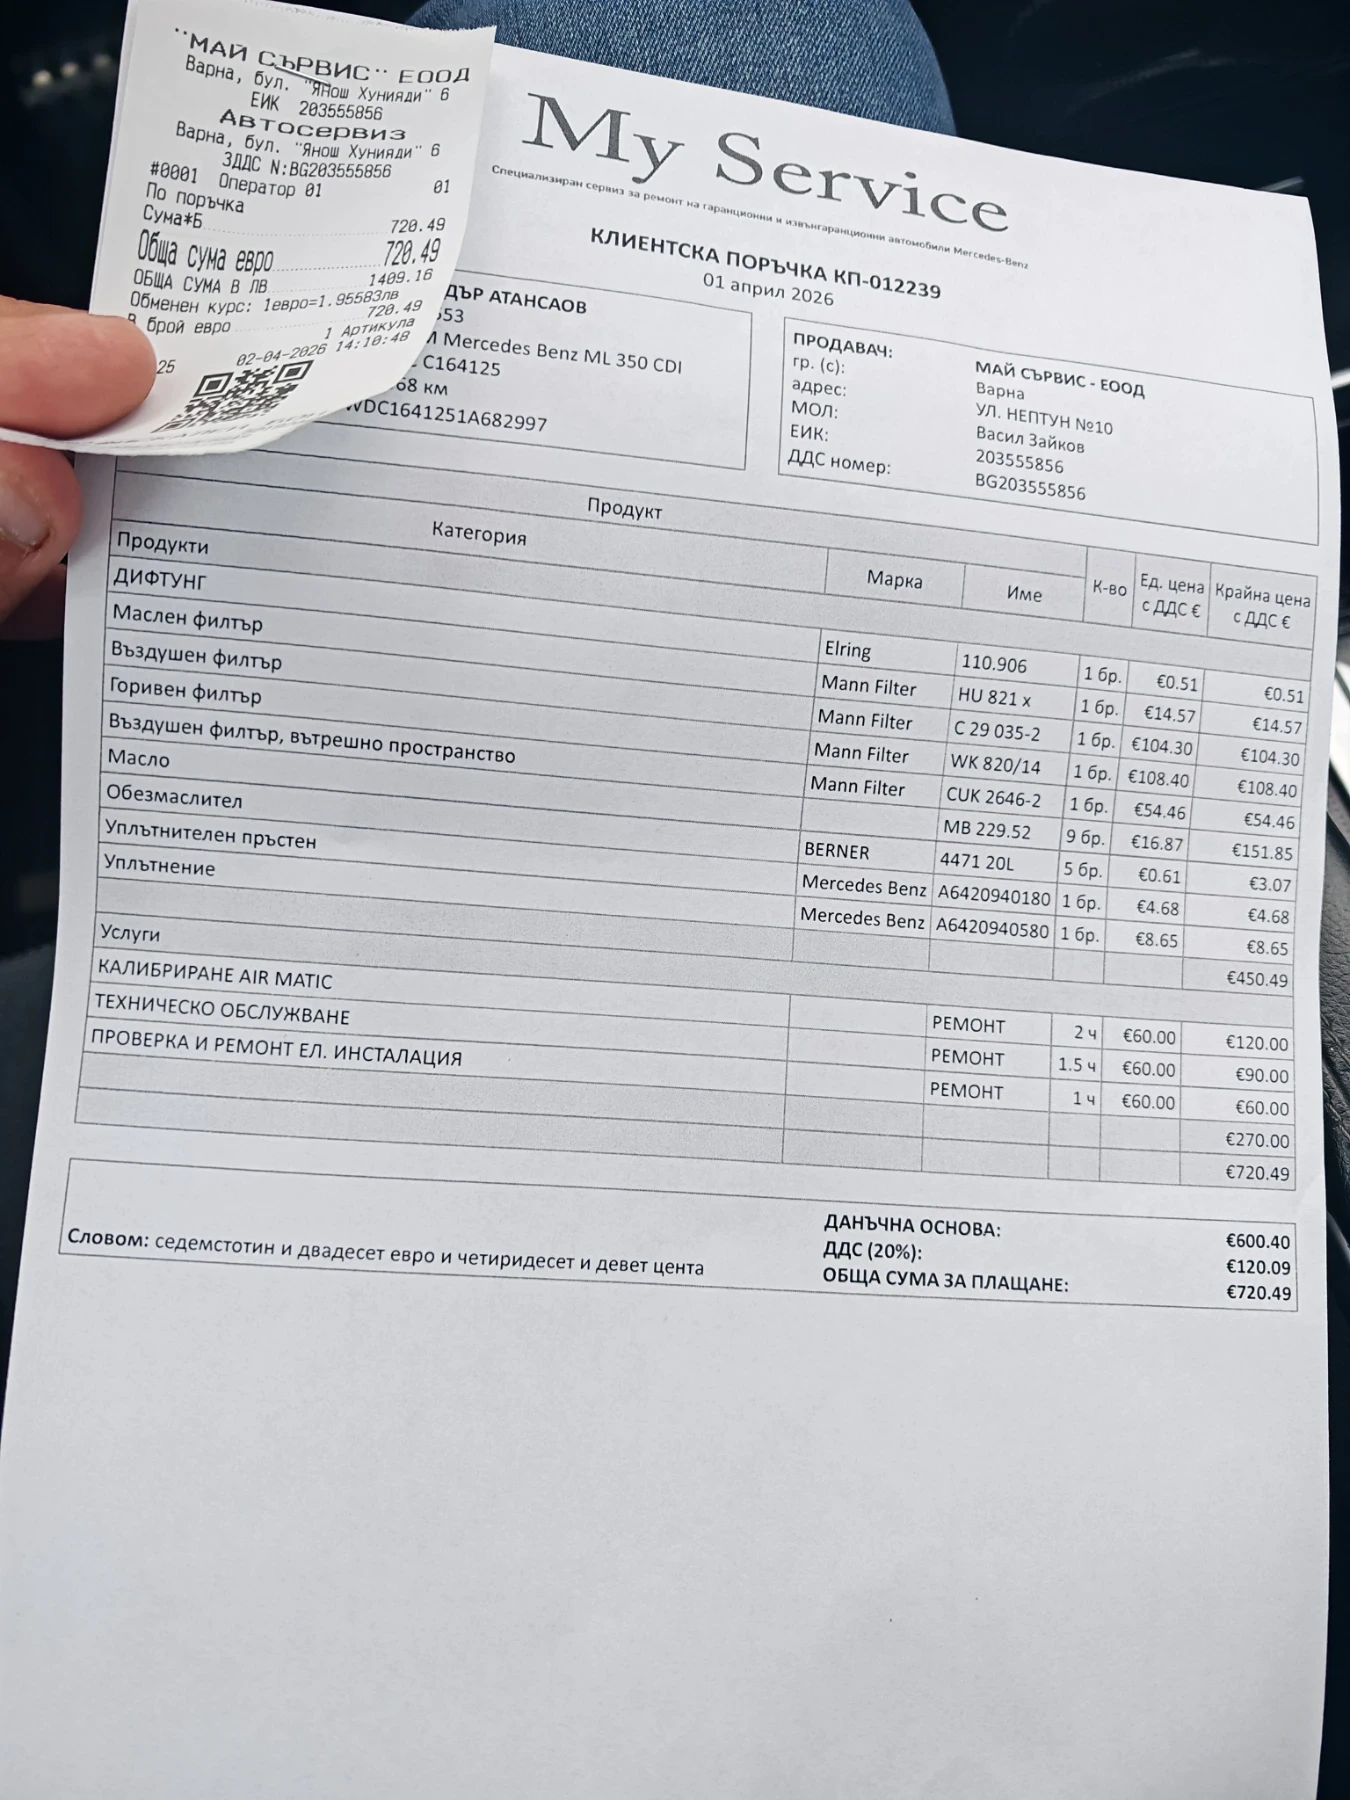 "МАЙ СЪРВИС" ЕООД
Варна, бул. "Янош Хунияди" 6
ЕИК 203555856
Автосервиз
Варна, бул. "Янош Хунияди" 6
ЗДДС N:BG203555856
#0001 Оператор 01 01
По поръчка
Сума*Б 720.49
Обща сума евро 720.49
ОБЩА СУМА В ЛВ 1409.16
Обменен курс: 1евро=1.95583лв
В брой евро 720.49
1 Артикула
25 02-04-2026 14:10:48
My Service
Специализиран сервиз за ремонт на гаранционни и извънгаранционни автомобили Mercedes-Benz
КЛИЕНТСКА ПОРЪЧКА КП-012239
01 април 2026
ДЪР АТАНСАОВ
553
М Mercedes Benz ML 350 CDI
C164125
68 км
WDC1641251A682997
ПРОДАВАЧ: МАЙ СЪРВИС - ЕООД
гр. (с): Варна
адрес: УЛ. НЕПТУН №10
МОЛ: Васил Зайков
ЕИК: 203555856
ДДС номер: BG203555856
Продукт
Категория Марка Име К-во Ед. цена с ДДС € Крайна цена с ДДС €
Продукти
ДИФТУНГ Elring 110.906 1 бр. €0.51 €0.51
Маслен филтър Mann Filter HU 821 x 1 бр. €14.57 €14.57
Въздушен филтър Mann Filter C 29 035-2 1 бр. €104.30 €104.30
Горивен филтър Mann Filter WK 820/14 1 бр. €108.40 €108.40
Въздушен филтър, вътрешно пространство Mann Filter CUK 2646-2 1 бр. €54.46 €54.46
Масло MB 229.52 9 бр. €16.87 €151.85
Обезмаслител BERNER 4471 20L 5 бр. €0.61 €3.07
Уплътнителен пръстен Mercedes Benz A6420940180 1 бр. €4.68 €4.68
Уплътнение Mercedes Benz A6420940580 1 бр. €8.65 €8.65
€450.49
Услуги
КАЛИБРИРАНЕ AIR MATIC РЕМОНТ 2 ч €60.00 €120.00
ТЕХНИЧЕСКО ОБСЛУЖВАНЕ РЕМОНТ 1.5 ч €60.00 €90.00
ПРОВЕРКА И РЕМОНТ ЕЛ. ИНСТАЛАЦИЯ РЕМОНТ 1 ч €60.00 €60.00
€270.00
€720.49
ДАНЪЧНА ОСНОВА: €600.40
ДДС (20%): €120.09
Словом: седемстотин и двадесет евро и четиридесет и девет цента ОБЩА СУМА ЗА ПЛАЩАНЕ: €720.49